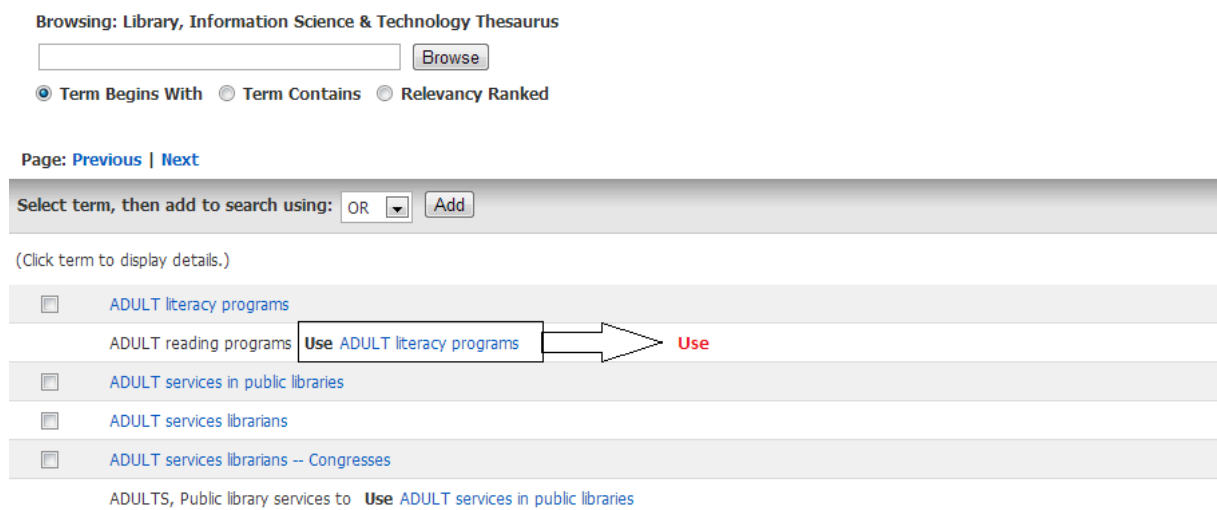 Browsing: Library, Information Science & Technology Thesaurus
Browse
Term Begins With Term Contains Relevancy Ranked
Page: Previous | Next
Select term, then add to search using: OR Add
(Click term to display details.)
ADULT literacy programs
ADULT reading programs Use ADULT literacy programs Use
ADULT services in public libraries
ADULT services librarians
ADULT services librarians -- Congresses
ADULTS, Public library services to Use ADULT services in public libraries